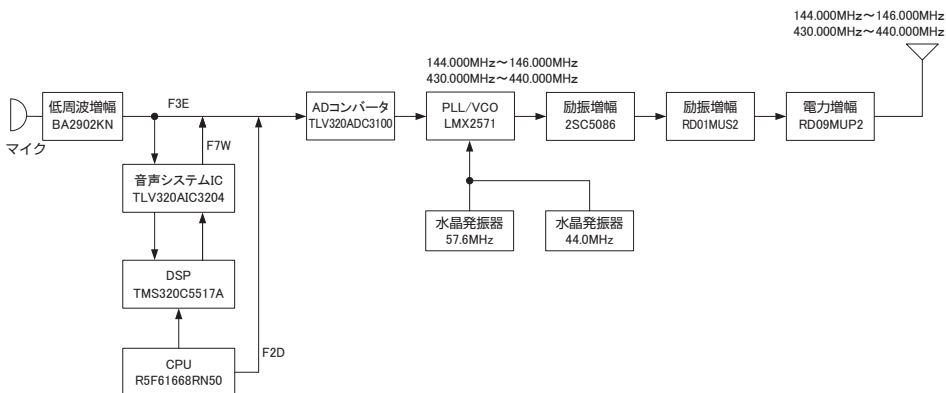 144.000MHz～146.000MHz
430.000MHz～440.000MHz
144.000MHz～146.000MHz
430.000MHz～440.000MHz
マイク
低周波増幅
BA2902KN
F3E
ADコンバータ
TLV320ADC3100
PLL/VCO
LMX2571
励振増幅
2SC5086
励振増幅
RD01MUS2
電力増幅
RD09MUP2
F7W
音声システムIC
TLV320AIC3204
水晶発振器
57.6MHz
水晶発振器
44.0MHz
DSP
TMS320C5517A
F2D
CPU
R5F61668RN50